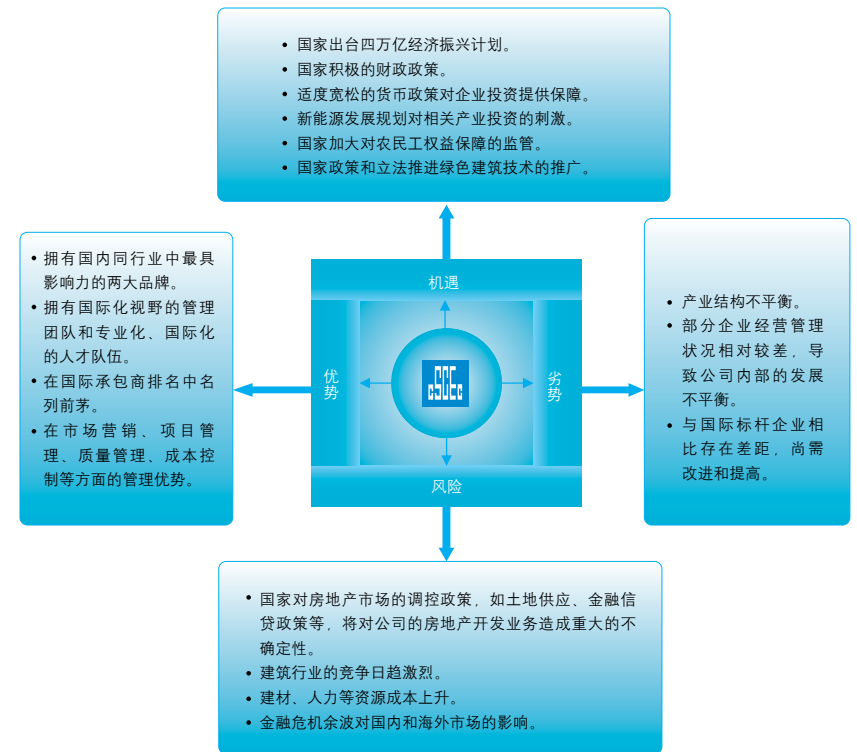 • 国家出台四万亿经济振兴计划。
• 国家积极的财政政策。
• 适度宽松的货币政策对企业投资提供保障。
• 新能源发展规划对相关产业投资的刺激。
• 国家加大对农民工权益保障的监管。
• 国家政策和立法推进绿色建筑技术的推广。
• 拥有国内同行业中最具
影响力的两大品牌。
• 拥有国际化视野的管理
团队和专业化、国际化
的人才队伍。
• 在国际承包商排名中名
列前茅。
• 在市场营销、项目管
理、质量管理、成本控
制等方面的管理优势。
机遇
优势
CSCEC
劣势
风险
• 产业结构不平衡。
• 部分企业经营管理
状况相对较差，导
致公司内部的发展
不平衡。
• 与国际标杆企业相
比存在差距，尚需
改进和提高。
• 国家对房地产市场的调控政策，如土地供应、金融信
贷政策等，将对公司的房地产开发业务造成重大的不
确定性。
• 建筑行业的竞争日趋激烈。
• 建材、人力等资源成本上升。
• 金融危机余波对国内和海外市场的影响。